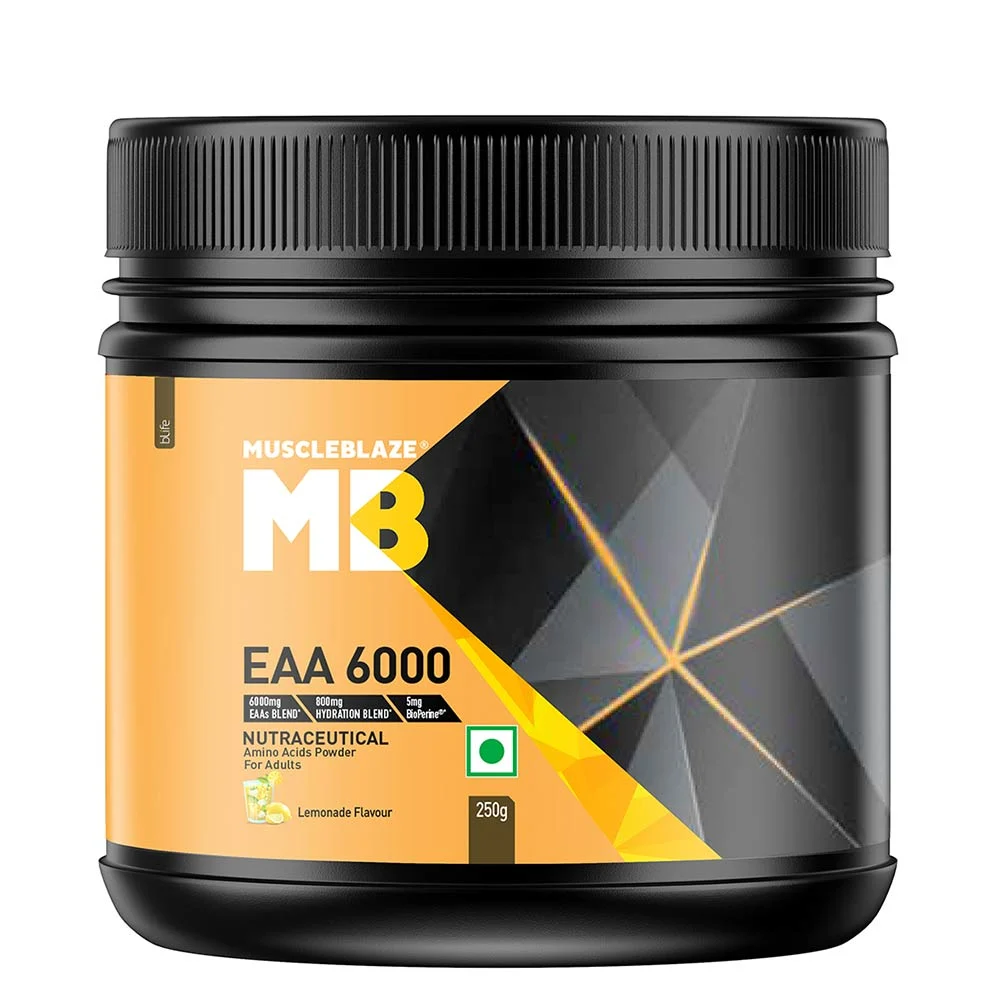 blife
MUSCLEBLAZE®
MB
EAA 6000
6000mg
EAAs BLEND*
800mg
HYDRATION BLEND*
5mg
BioPerine®*
NUTRACEUTICAL
Amino Acids Powder
For Adults
Lemonade Flavour
250g